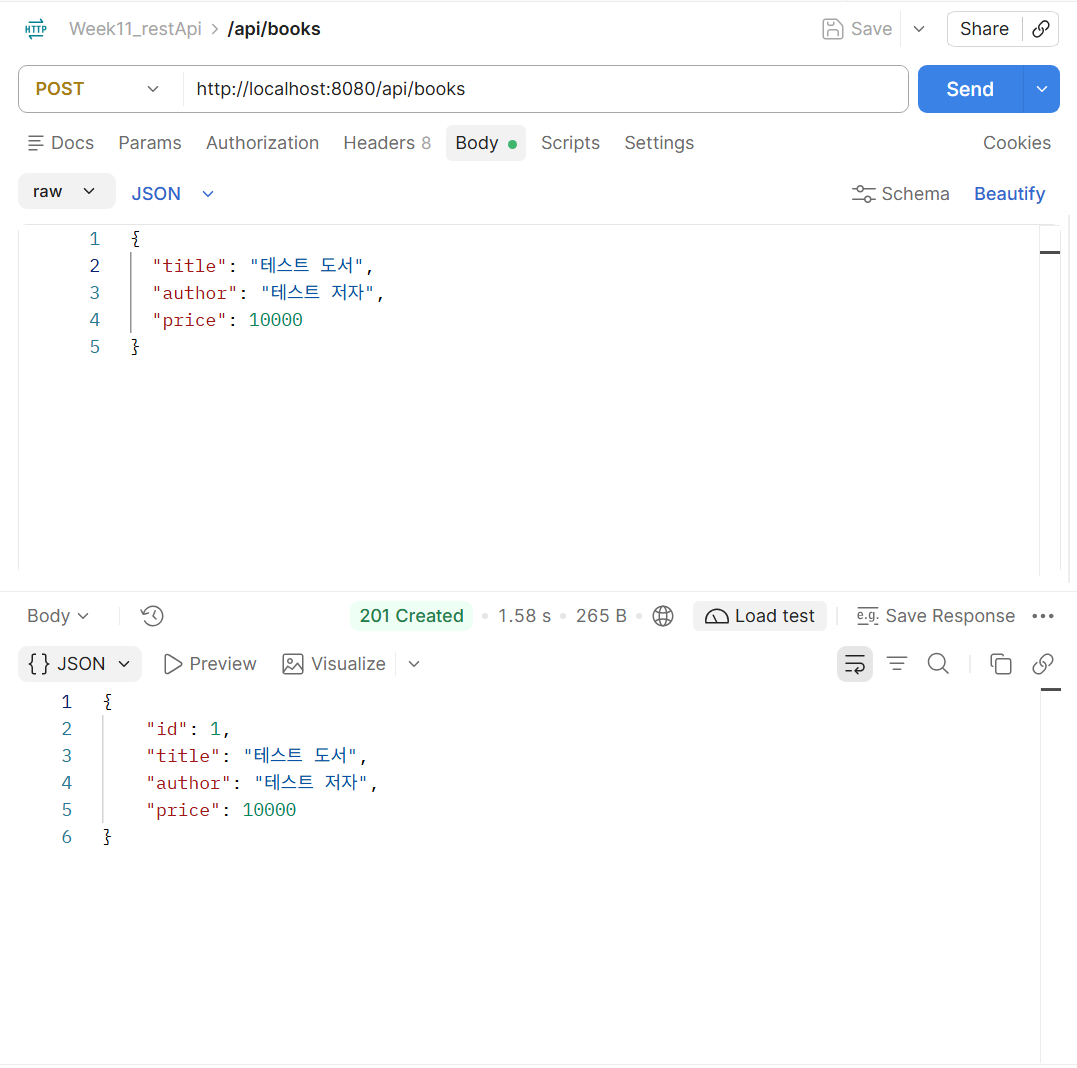 HTTP Week11_restApi > /api/books Save Share
POST http://localhost:8080/api/books Send
Docs Params Authorization Headers 8 Body Scripts Settings Cookies
raw JSON Schema Beautify
1 {
2 "title": "테스트 도서",
3 "author": "테스트 저자",
4 "price": 10000
5 }
Body 201 Created • 1.58 s • 265 B • Load test e.g. Save Response
{} JSON Preview Visualize
1 {
2 "id": 1,
3 "title": "테스트 도서",
4 "author": "테스트 저자",
5 "price": 10000
6 }